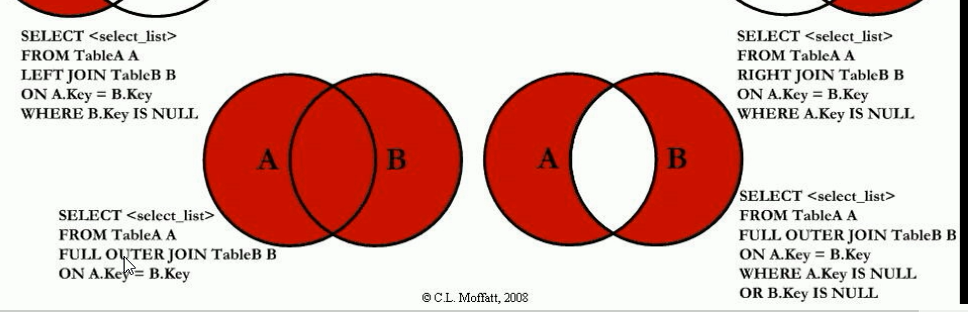 SELECT <select_list>
FROM TableA A
LEFT JOIN TableB B
ON A.Key = B.Key
WHERE B.Key IS NULL
SELECT <select_list>
FROM TableA A
RIGHT JOIN TableB B
ON A.Key = B.Key
WHERE A.Key IS NULL
A
B
A
B
SELECT <select_list>
FROM TableA A
FULL OUTER JOIN TableB B
ON A.Key = B.Key
SELECT <select_list>
FROM TableA A
FULL OUTER JOIN TableB B
ON A.Key = B.Key
WHERE A.Key IS NULL
OR B.Key IS NULL
© C.L. Moffatt, 2008